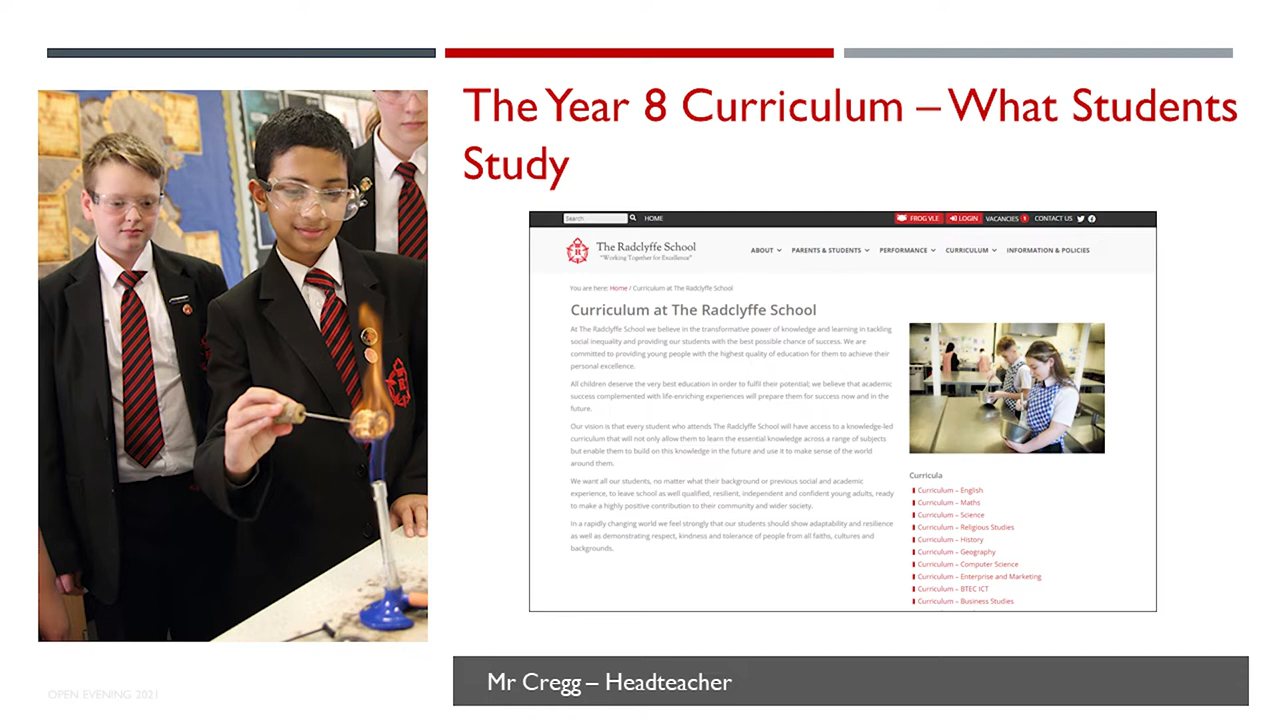 The Year 8 Curriculum – What Students
Study
Search
HOME
FROG VLE
LOGIN
VACANCIES 1
CONTACT US
The Radclyffe School
"Working Together for Excellence"
ABOUT
PARENTS & STUDENTS
PERFORMANCE
CURRICULUM
INFORMATION & POLICIES
You are here: Home / Curriculum at The Radclyffe School
Curriculum at The Radclyffe School
At The Radclyffe School we believe in the transformative power of knowledge and learning in tackling
social inequality and providing our students with the best possible chance of success. We are
committed to providing young people with the highest quality of education for them to achieve their
personal excellence.
All children deserve the very best education in order to fulfil their potential; we believe that academic
success complemented with life-enriching experiences will prepare them for success now and in the
future.
Our vision is that every student who attends The Radclyffe School will have access to a knowledge-led
curriculum that will not only allow them to learn the essential knowledge across a range of subjects
but enable them to build on this knowledge in the future and use it to make sense of the world
around them.
We want all our students, no matter what their background or previous social and academic
experience, to leave school as well qualified, resilient, independent and confident young adults, ready
to make a highly positive contribution to their community and wider society.
In a rapidly changing world we feel strongly that our students should show adaptability and resilience
as well as demonstrating respect, kindness and tolerance of people from all faiths, cultures and
backgrounds.
Curricula
Curriculum – English
Curriculum – Maths
Curriculum – Science
Curriculum – Religious Studies
Curriculum – History
Curriculum – Geography
Curriculum – Computer Science
Curriculum – Enterprise and Marketing
Curriculum – BTEC ICT
Curriculum – Business Studies
Mr Cregg – Headteacher
OPEN EVENING 2021